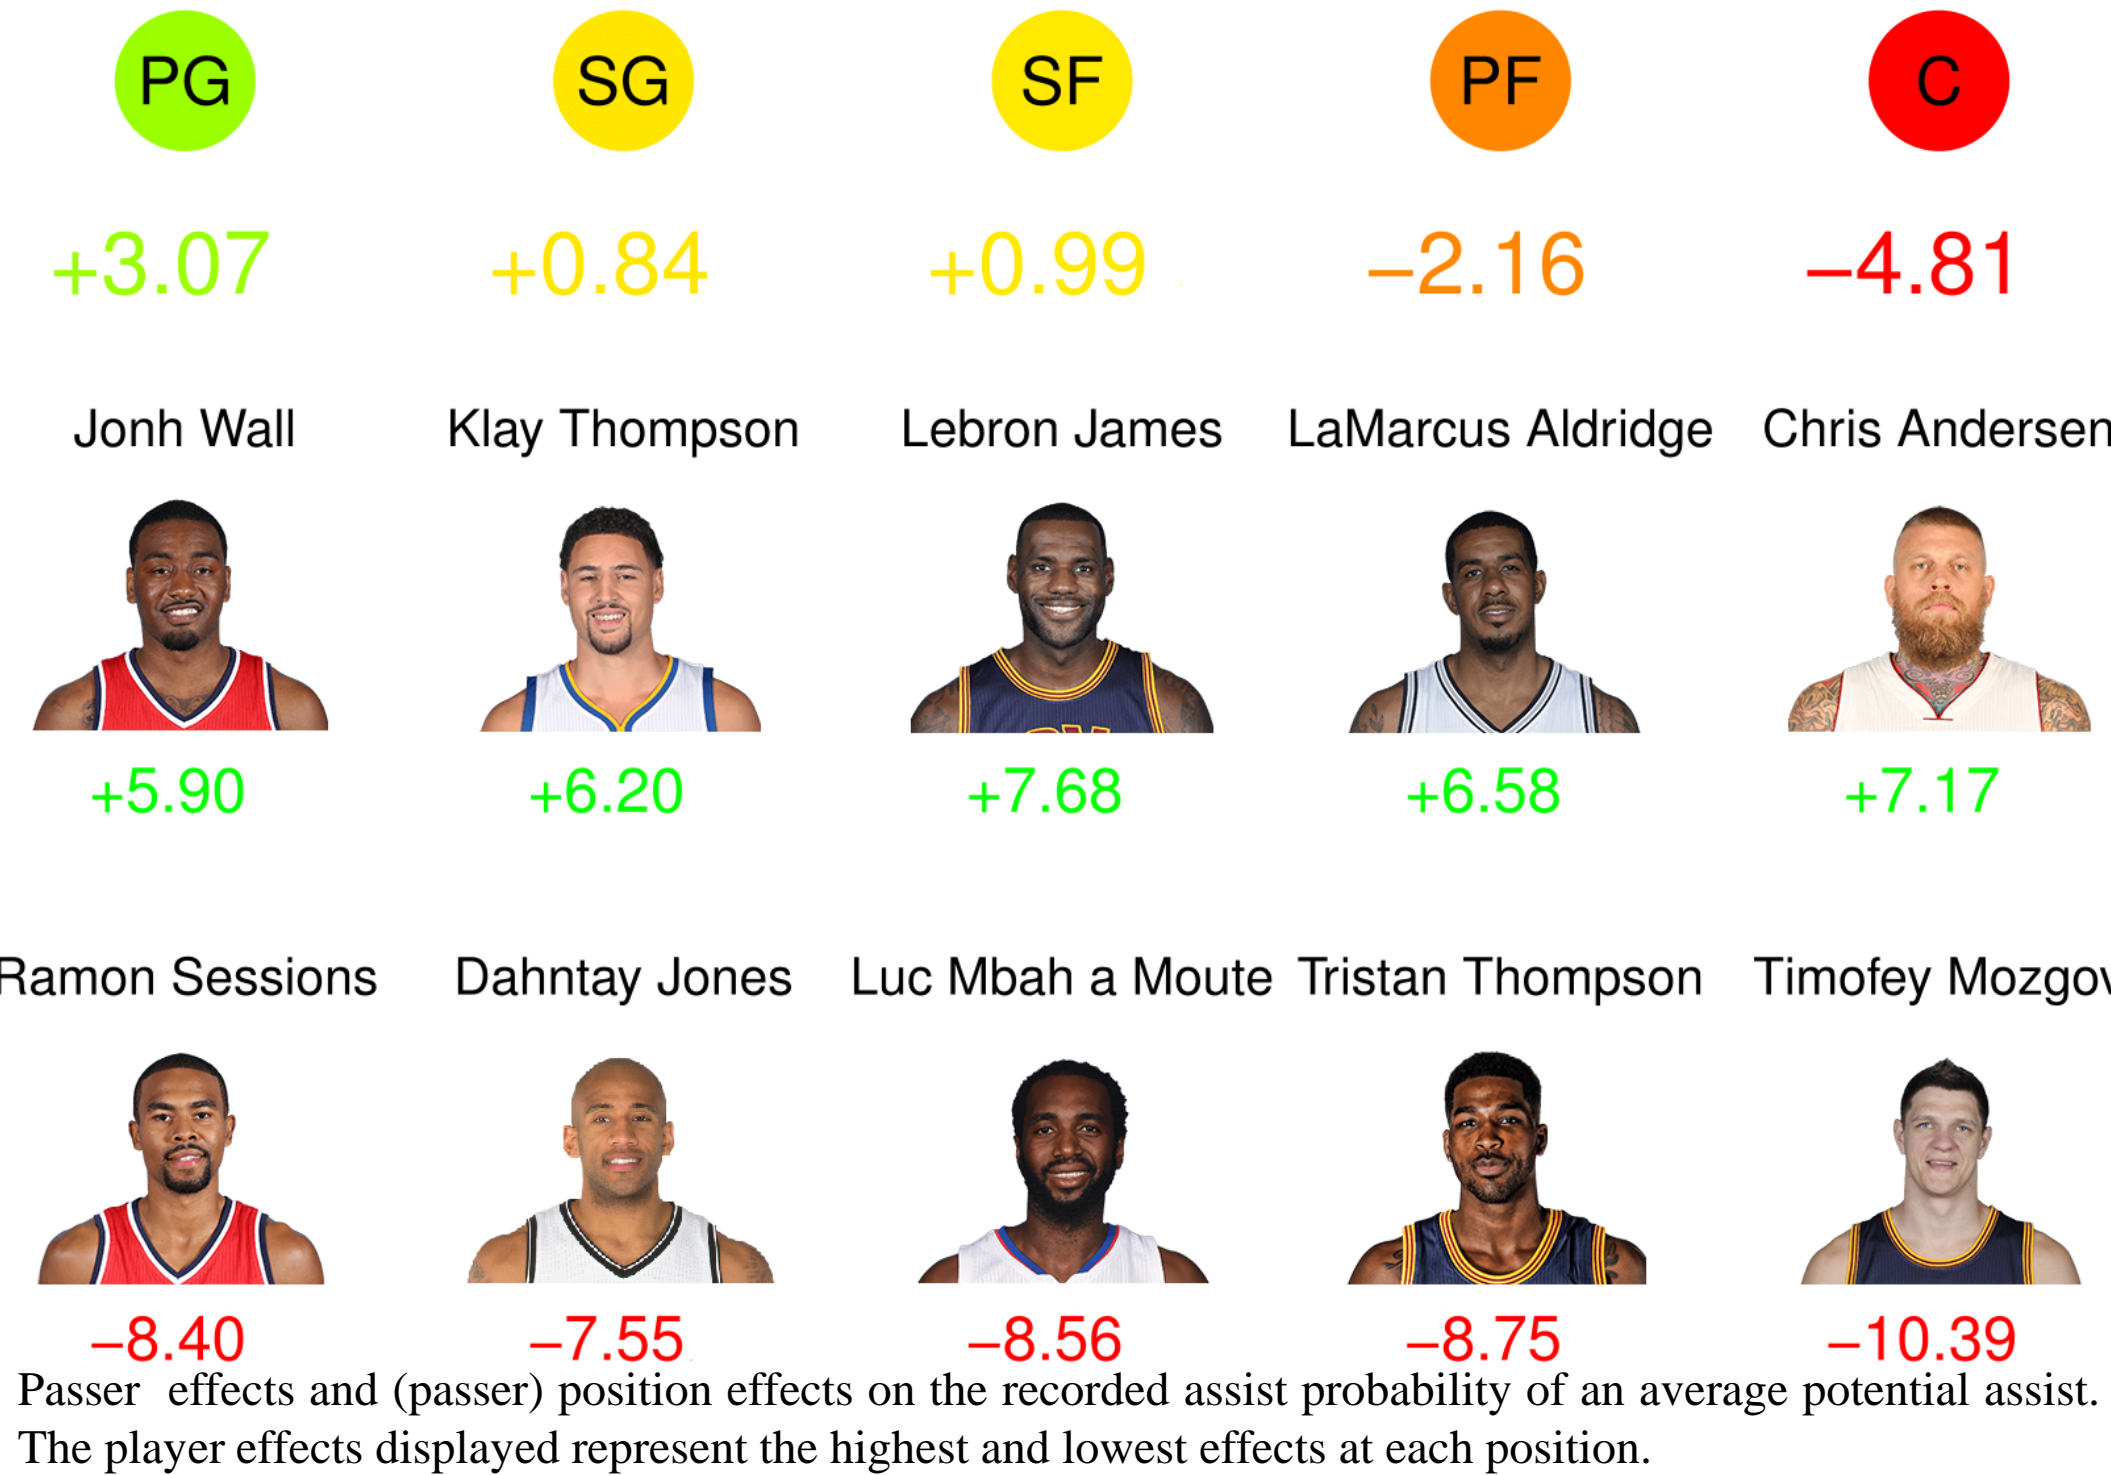 PG SG SF PF C
+3.07 +0.84 +0.99 −2.16 −4.81
Jonh Wall Klay Thompson Lebron James LaMarcus Aldridge Chris Andersen
+5.90 +6.20 +7.68 +6.58 +7.17
Ramon Sessions Dahntay Jones Luc Mbah a Moute Tristan Thompson Timofey Mozgov
−8.40 −7.55 −8.56 −8.75 −10.39
Passer effects and (passer) position effects on the recorded assist probability of an average potential assist.
The player effects displayed represent the highest and lowest effects at each position.